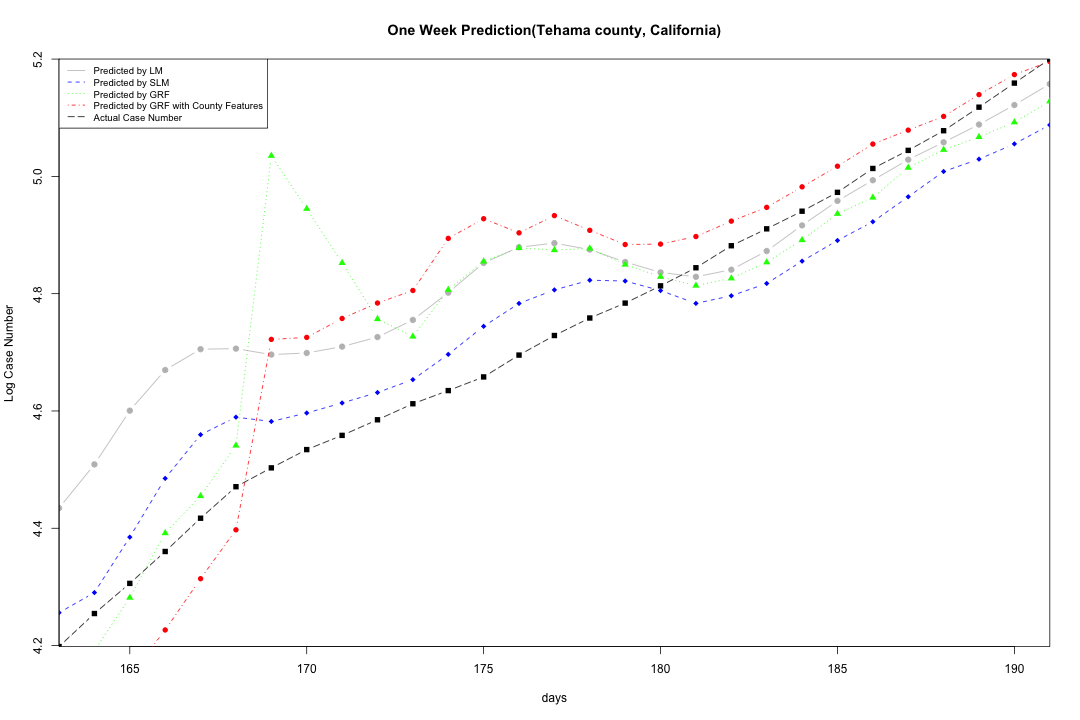 One Week Prediction(Tehama county, California)
Predicted by LM
Predicted by SLM
Predicted by GRF
Predicted by GRF with County Features
Actual Case Number
5.2
5.0
4.8
4.6
4.4
4.2
Log Case Number
165 170 175 180 185 190
days